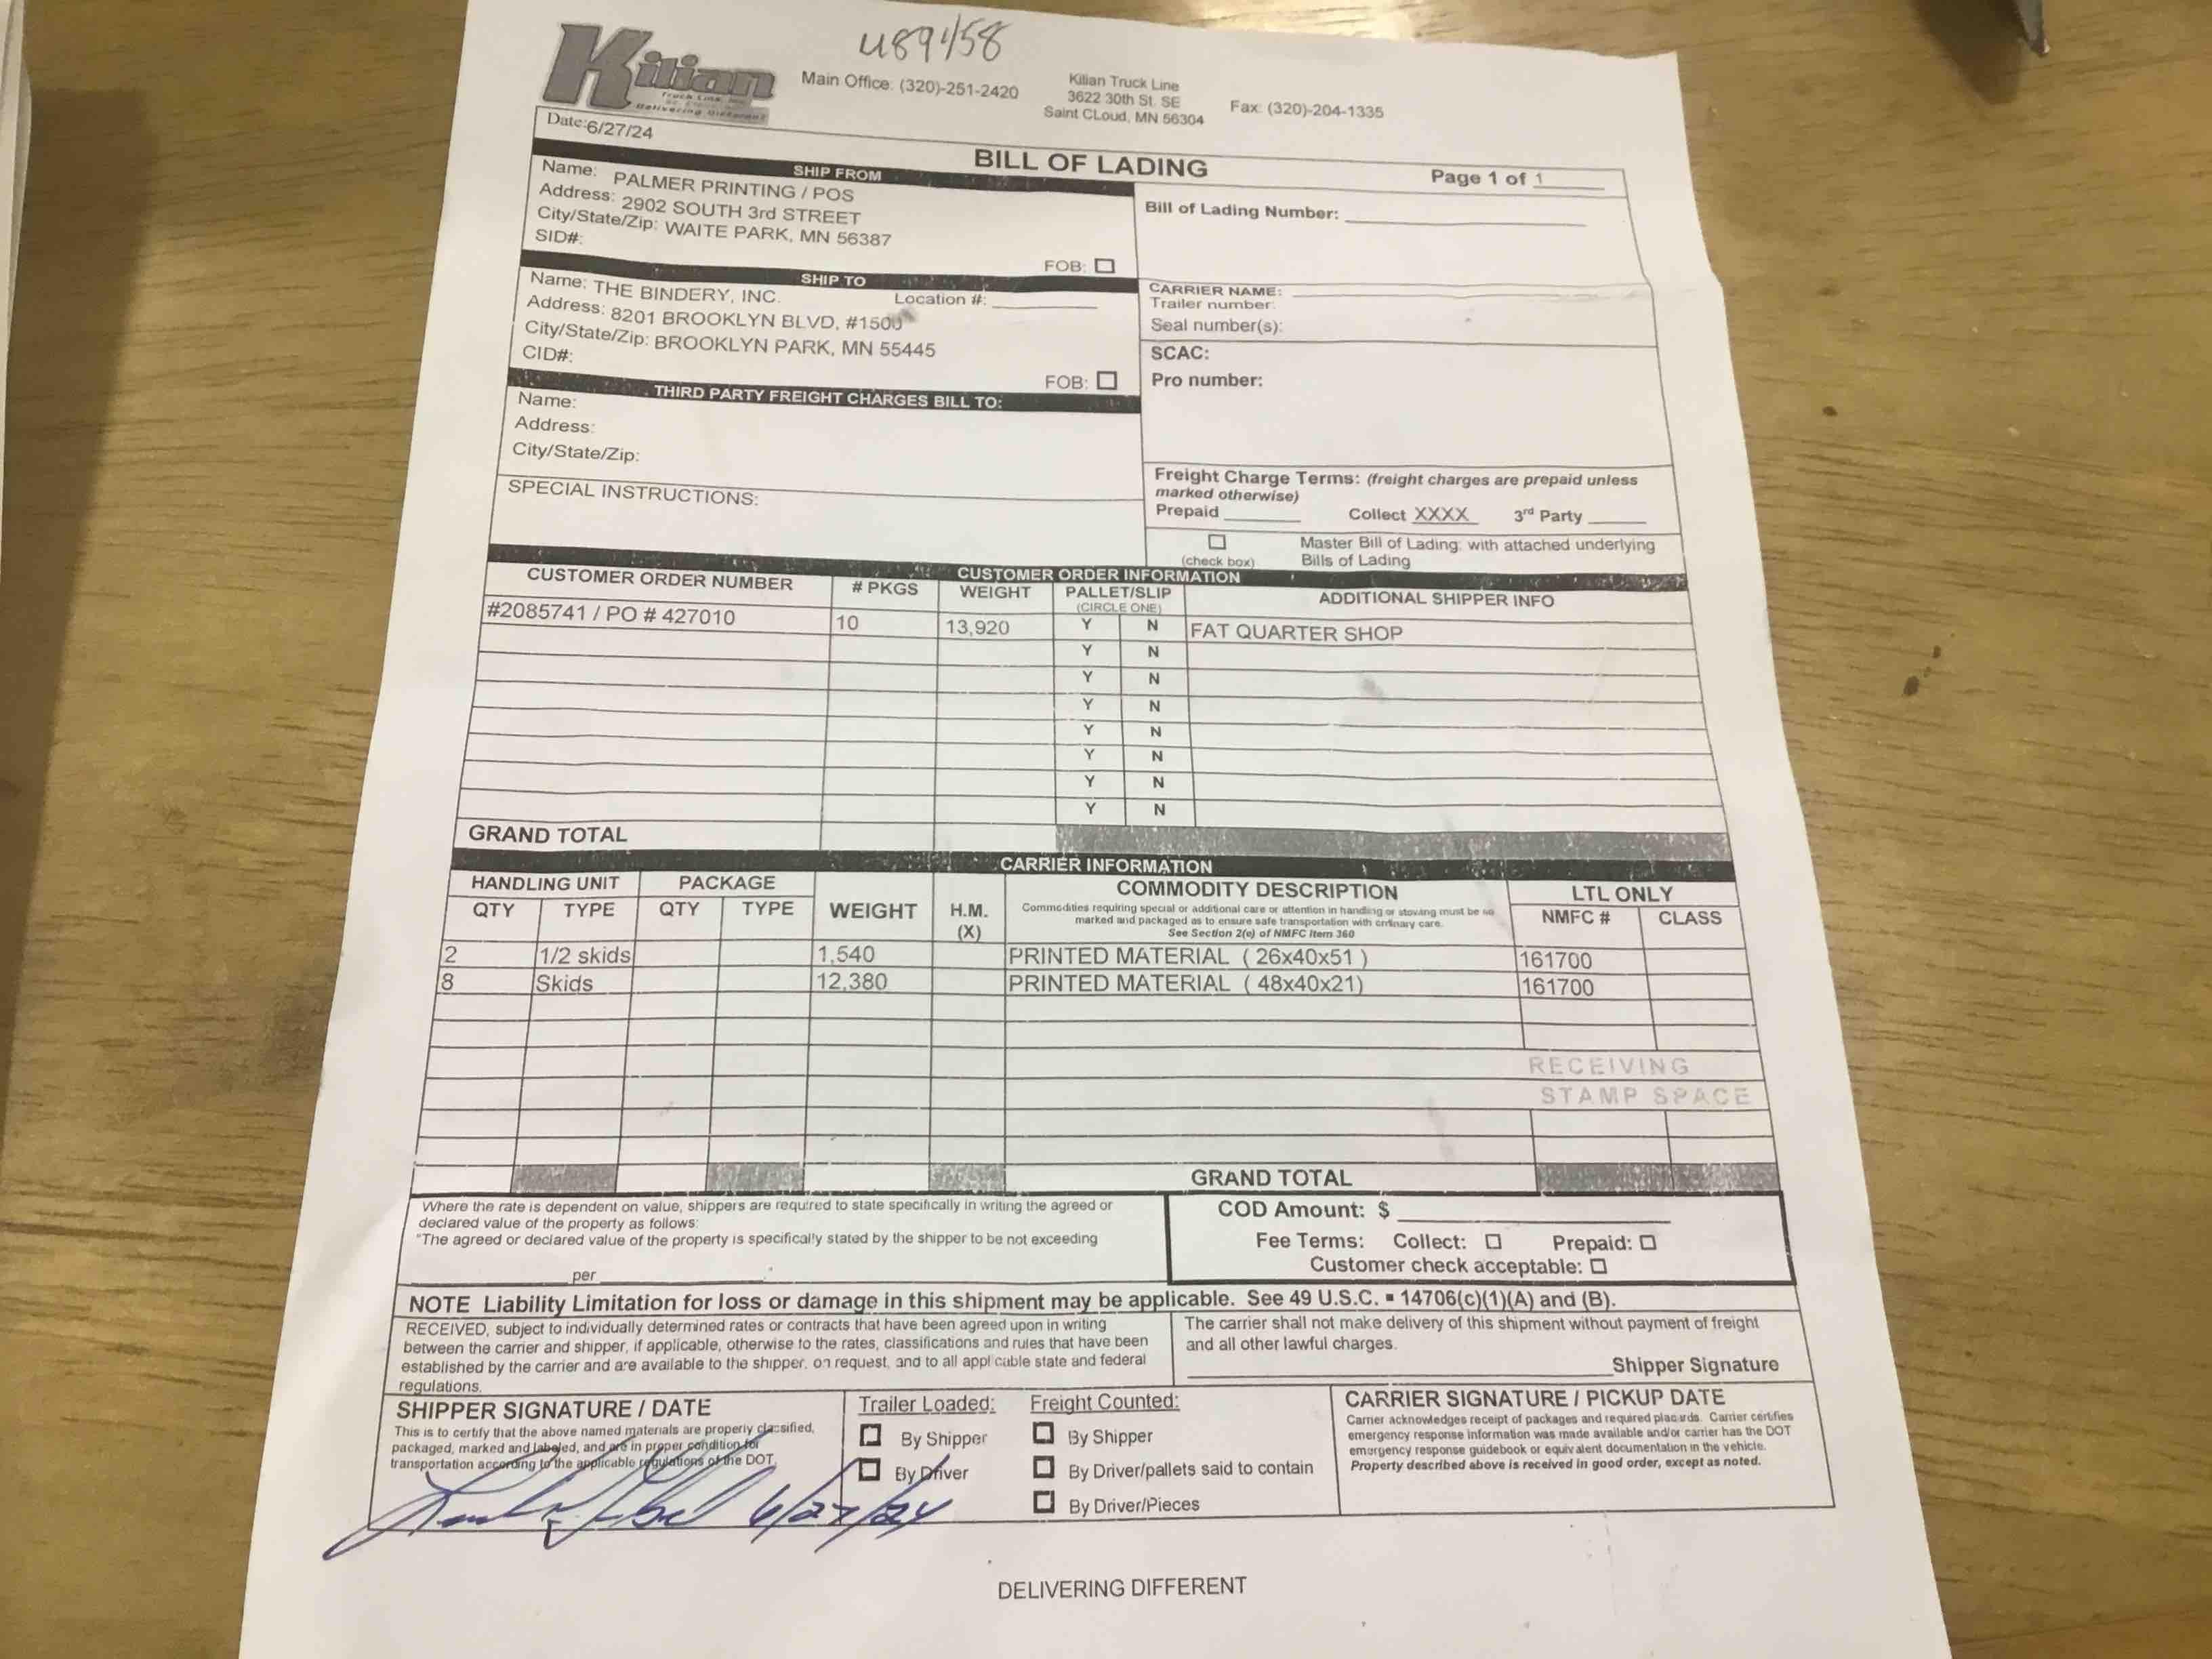 4891158
Kilian
Truck Line, Inc.
Delivering Different
Main Office: (320)-251-2420
Kilian Truck Line
3622 30th St. SE
Saint CLoud, MN 56304
Fax: (320)-204-1335
Date:6/27/24
BILL OF LADING
Page 1 of 1
SHIP FROM
Name: PALMER PRINTING / POS
Address: 2902 SOUTH 3rd STREET
City/State/Zip: WAITE PARK, MN 56387
SID#:
FOB:
Bill of Lading Number:
SHIP TO
Name: THE BINDERY, INC.
Location #:
Address: 8201 BROOKLYN BLVD, #1500
City/State/Zip: BROOKLYN PARK, MN 55445
CID#:
FOB:
CARRIER NAME:
Trailer number:
Seal number(s):
SCAC:
Pro number:
THIRD PARTY FREIGHT CHARGES BILL TO:
Name:
Address:
City/State/Zip:
SPECIAL INSTRUCTIONS:
Freight Charge Terms: (freight charges are prepaid unless
marked otherwise)
Prepaid Collect XXXX 3rd Party
(check box)
Master Bill of Lading: with attached underlying
Bills of Lading
CUSTOMER ORDER INFORMATION
CUSTOMER ORDER NUMBER # PKGS WEIGHT PALLET/SLIP (CIRCLE ONE) ADDITIONAL SHIPPER INFO
#2085741 / PO # 427010 10 13,920 Y N FAT QUARTER SHOP
Y N
Y N
Y N
Y N
Y N
Y N
Y N
GRAND TOTAL
CARRIER INFORMATION
HANDLING UNIT PACKAGE COMMODITY DESCRIPTION LTL ONLY
QTY TYPE QTY TYPE WEIGHT H.M. (X) NMFC # CLASS
Commodities requiring special or additional care or attention in handling or stowing must be so
marked and packaged as to ensure safe transportation with ordinary care.
See Section 2(e) of NMFC Item 360
2 1/2 skids 1,540 PRINTED MATERIAL ( 26x40x51 ) 161700
8 Skids 12,380 PRINTED MATERIAL ( 48x40x21) 161700
RECEIVING
STAMP SPACE
GRAND TOTAL
Where the rate is dependent on value, shippers are required to state specifically in writing the agreed or
declared value of the property as follows:
"The agreed or declared value of the property is specifically stated by the shipper to be not exceeding
per
COD Amount: $
Fee Terms: Collect: Prepaid:
Customer check acceptable:
NOTE Liability Limitation for loss or damage in this shipment may be applicable. See 49 U.S.C. ▪ 14706(c)(1)(A) and (B).
RECEIVED, subject to individually determined rates or contracts that have been agreed upon in writing
between the carrier and shipper, if applicable, otherwise to the rates, classifications and rules that have been
established by the carrier and are available to the shipper, on request, and to all applicable state and federal
regulations.
The carrier shall not make delivery of this shipment without payment of freight
and all other lawful charges.
Shipper Signature
SHIPPER SIGNATURE / DATE
This is to certify that the above named materials are properly classified,
packaged, marked and labeled, and are in proper condition for
transportation according to the applicable regulations of the DOT.
6/27/24
Trailer Loaded:
By Shipper
By Driver
Freight Counted:
By Shipper
By Driver/pallets said to contain
By Driver/Pieces
CARRIER SIGNATURE / PICKUP DATE
Carrier acknowledges receipt of packages and required placards. Carrier certifies
emergency response information was made available and/or carrier has the DOT
emergency response guidebook or equivalent documentation in the vehicle.
Property described above is received in good order, except as noted.
DELIVERING DIFFERENT